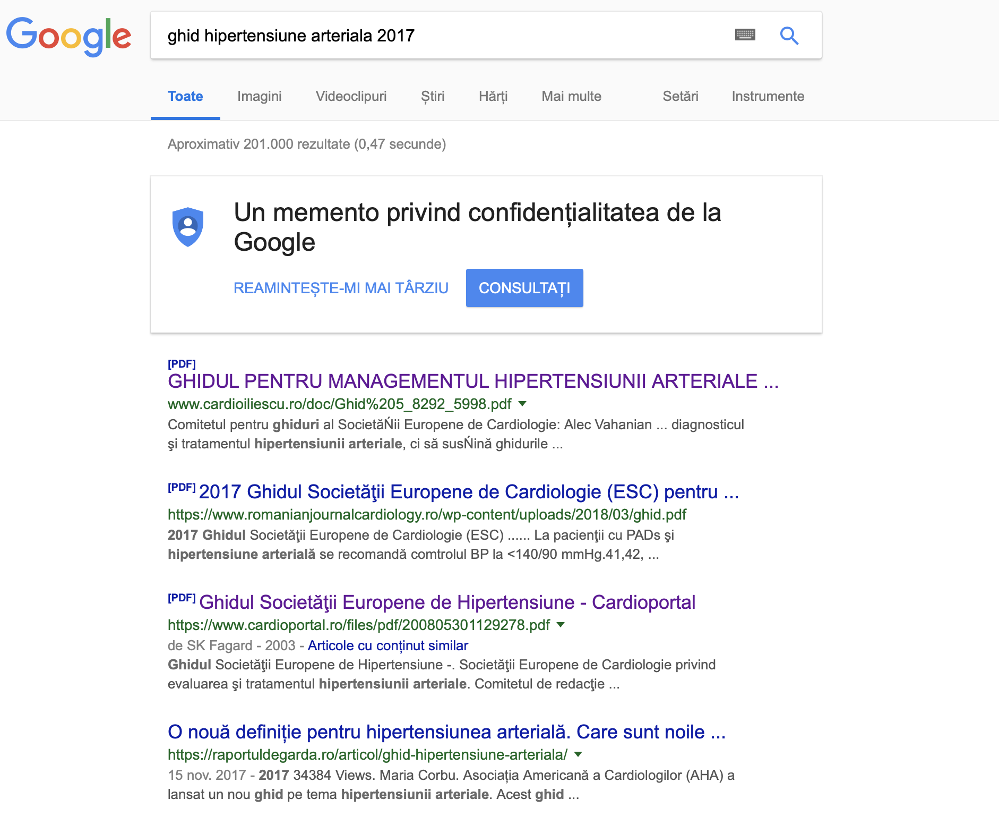 Google
ghid hipertensiune arteriala 2017
Toate Imagini Videoclipuri Știri Hărți Mai multe Setări Instrumente
Aproximativ 201.000 rezultate (0,47 secunde)
Un memento privind confidențialitatea de la
Google
REAMINTEȘTE-MI MAI TÂRZIU CONSULTAȚI
[PDF]
GHIDUL PENTRU MANAGEMENTUL HIPERTENSIUNII ARTERIALE ...
www.cardioiliescu.ro/doc/Ghid%205_8292_5998.pdf
Comitetul pentru ghiduri al SocietăŃii Europene de Cardiologie: Alec Vahanian ... diagnosticul
şi tratamentul hipertensiunii arteriale, ci să susŃină ghidurile ...
[PDF] 2017 Ghidul Societăţii Europene de Cardiologie (ESC) pentru ...
https://www.romanianjournalcardiology.ro/wp-content/uploads/2018/03/ghid.pdf
2017 Ghidul Societăţii Europene de Cardiologie (ESC) ...... La pacienţii cu PADs şi
hipertensiune arterială se recomandă comtrolul BP la <140/90 mmHg.41,42, ...
[PDF] Ghidul Societăţii Europene de Hipertensiune - Cardioportal
https://www.cardioportal.ro/files/pdf/200805301129278.pdf
de SK Fagard - 2003 - Articole cu conținut similar
Ghidul Societăţii Europene de Hipertensiune -. Societăţii Europene de Cardiologie privind
evaluarea şi tratamentul hipertensiunii arteriale. Comitetul de redacţie ...
O nouă definiție pentru hipertensiunea arterială. Care sunt noile ...
https://raportuldegarda.ro/articol/ghid-hipertensiune-arteriala/
15 nov. 2017 - 2017 34384 Views. Maria Corbu. Asociația Americană a Cardiologilor (AHA) a
lansat un nou ghid pe tema hipertensiunii arteriale. Acest ghid ...